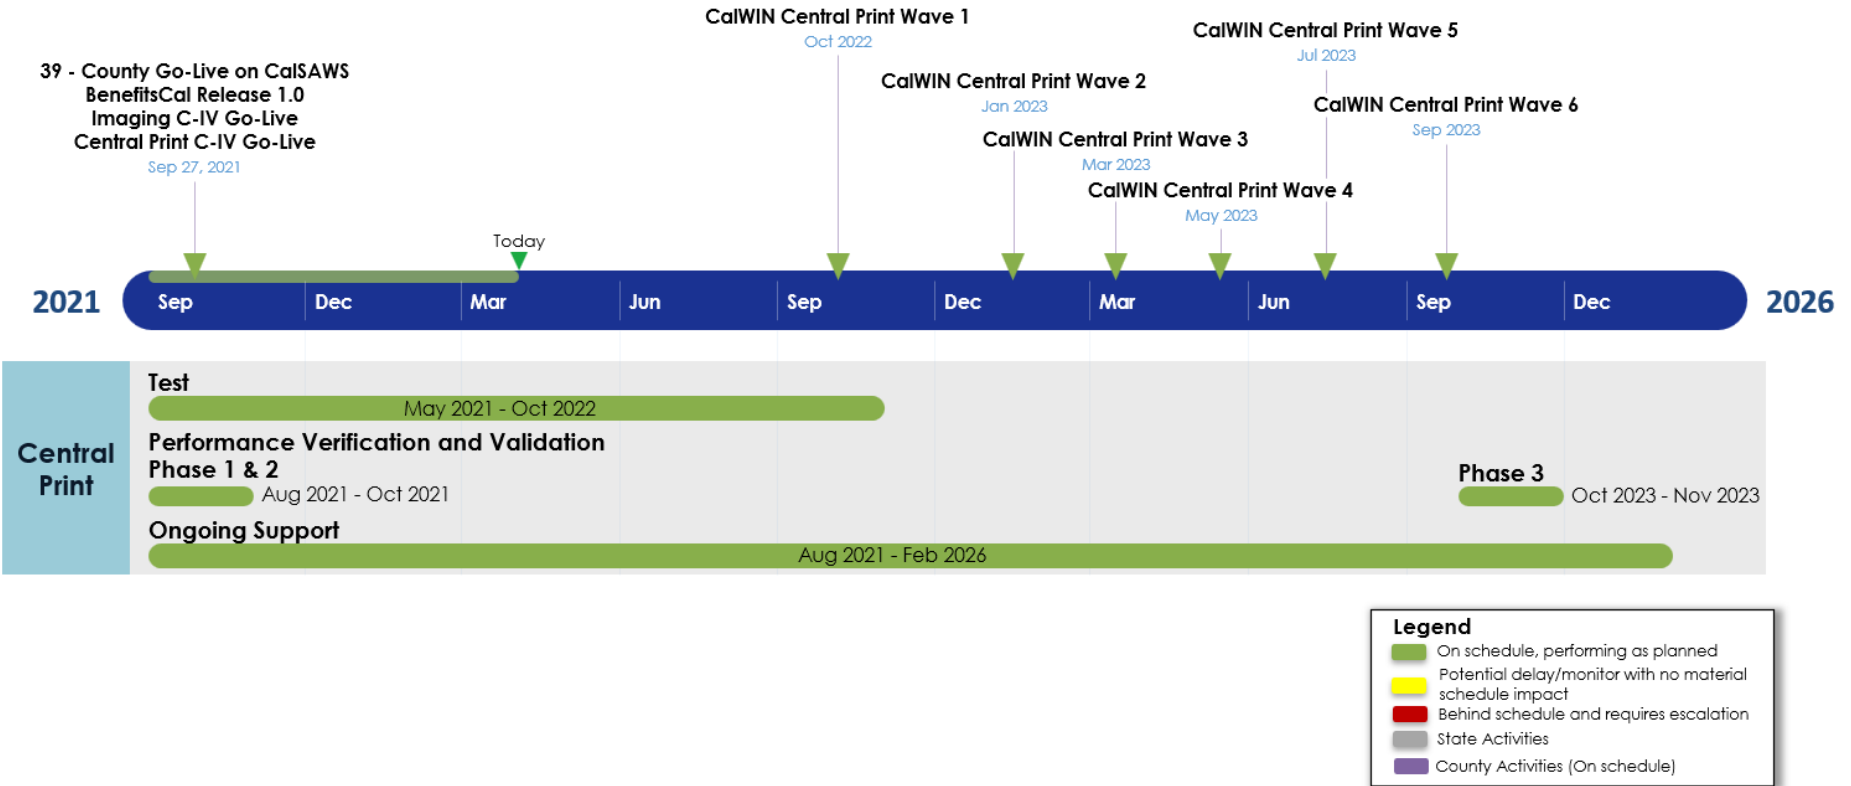 CalWIN Central Print Wave 1
Oct 2022
CalWIN Central Print Wave 5
Jul 2023
39 - County Go-Live on CalSAWS
BenefitsCal Release 1.0
Imaging C-IV Go-Live
Central Print C-IV Go-Live
Sep 27, 2021
CalWIN Central Print Wave 2
Jan 2023
CalWIN Central Print Wave 6
Sep 2023
CalWIN Central Print Wave 3
Mar 2023
CalWIN Central Print Wave 4
May 2023
Today
2021 Sep Dec Mar Jun Sep Dec Mar Jun Sep Dec 2026
Central
Print
Test
May 2021 - Oct 2022
Performance Verification and Validation
Phase 1 & 2
Aug 2021 - Oct 2021
Phase 3
Oct 2023 - Nov 2023
Ongoing Support
Aug 2021 - Feb 2026
Legend
On schedule, performing as planned
Potential delay/monitor with no material
schedule impact
Behind schedule and requires escalation
State Activities
County Activities (On schedule)